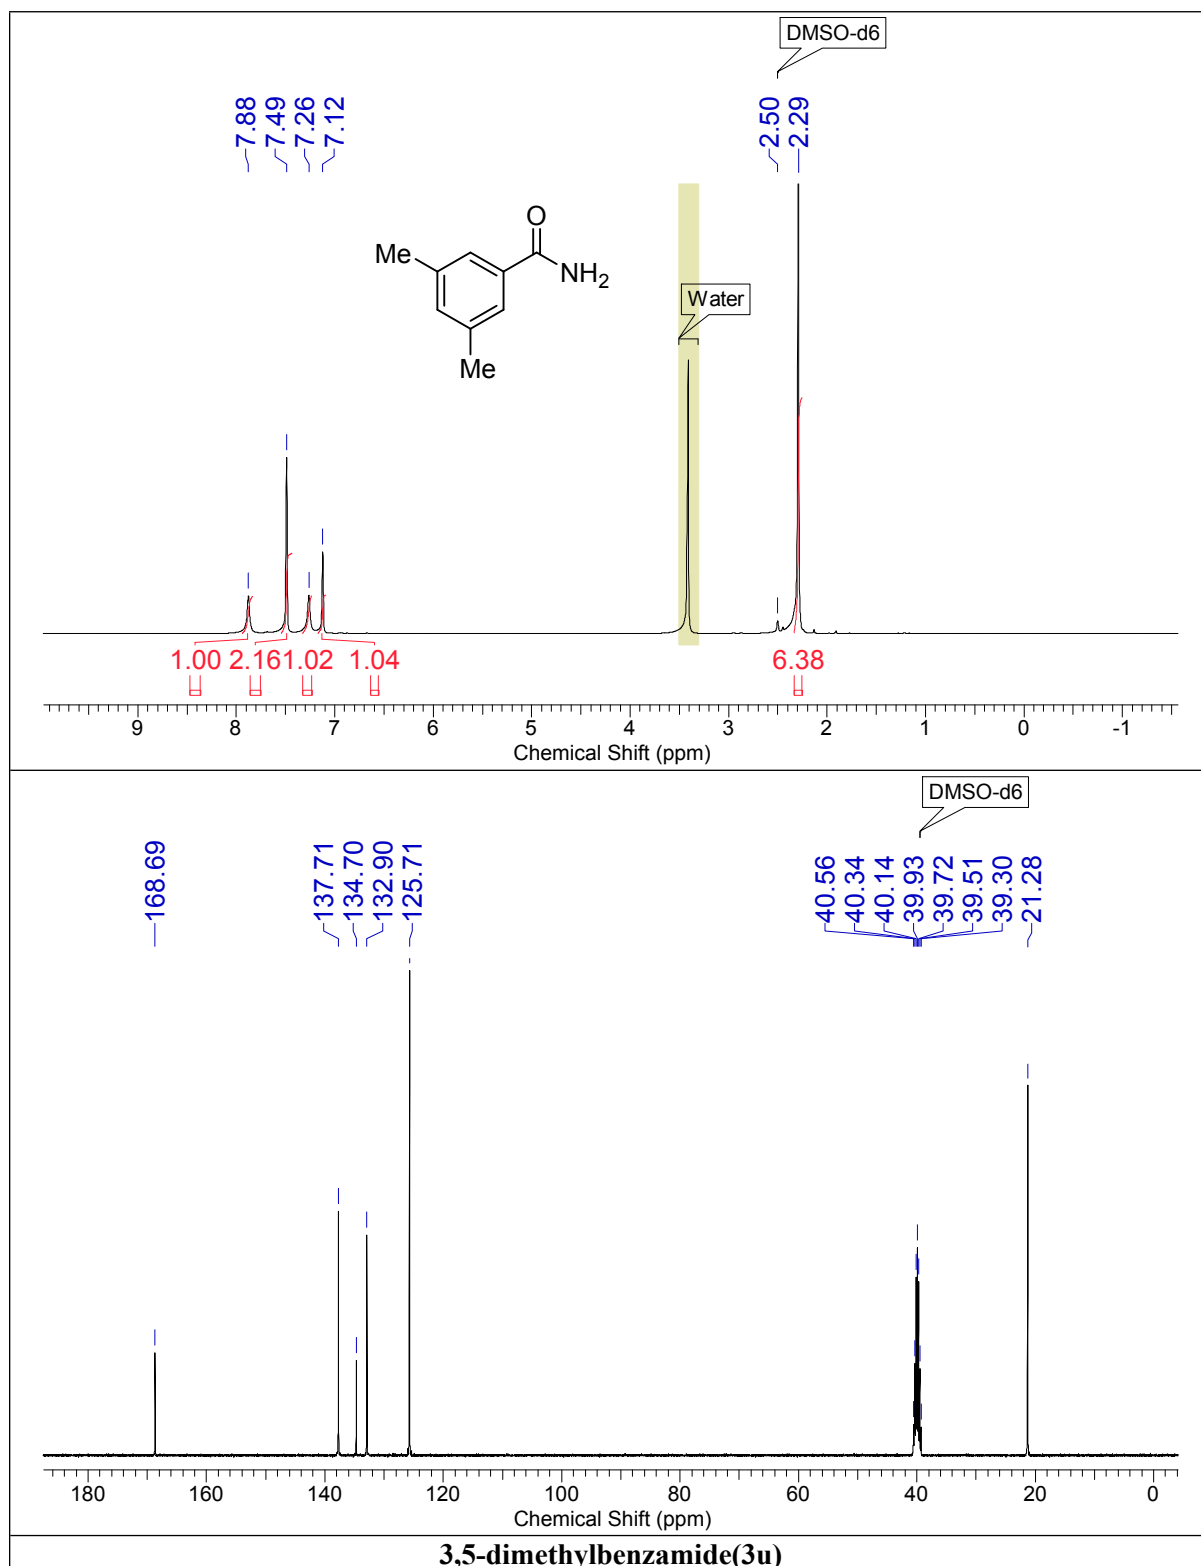 DMSO-d6
7.88
7.49
7.26
7.12
2.50
2.29
O
Me
NH2
Me
Water
1.00 2.16 1.02 1.04 6.38
9 8 7 6 5 4 3 2 1 0 -1
Chemical Shift (ppm)
DMSO-d6
168.69
137.71
134.70
132.90
125.71
40.56
40.34
40.14
39.93
39.72
39.51
39.30
21.28
180 160 140 120 100 80 60 40 20 0
Chemical Shift (ppm)
3,5-dimethylbenzamide(3u)